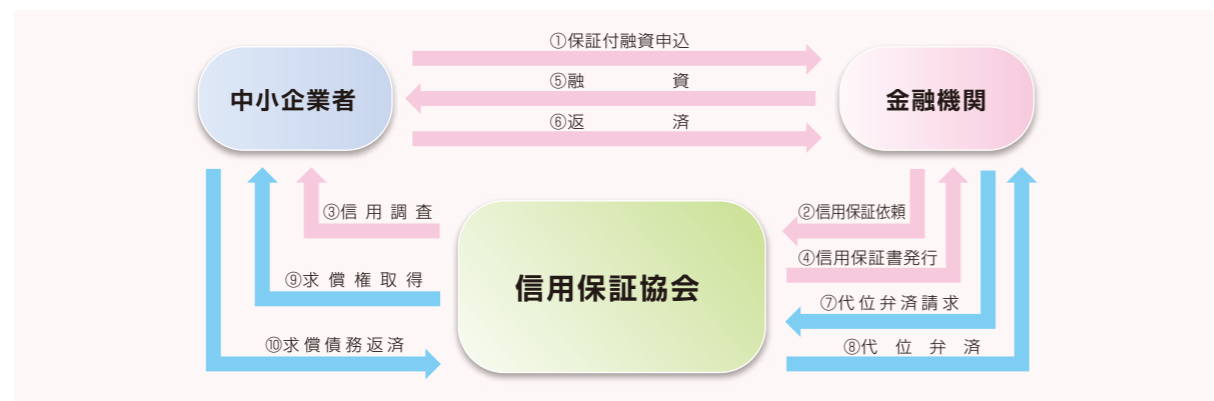 ①保証付融資申込
中小企業者
⑤融資
金融機関
⑥返済
③信用調査
②信用保証依頼
④信用保証書発行
⑨求償権取得
信用保証協会
⑦代位弁済請求
⑩求償債務返済
⑧代位弁済